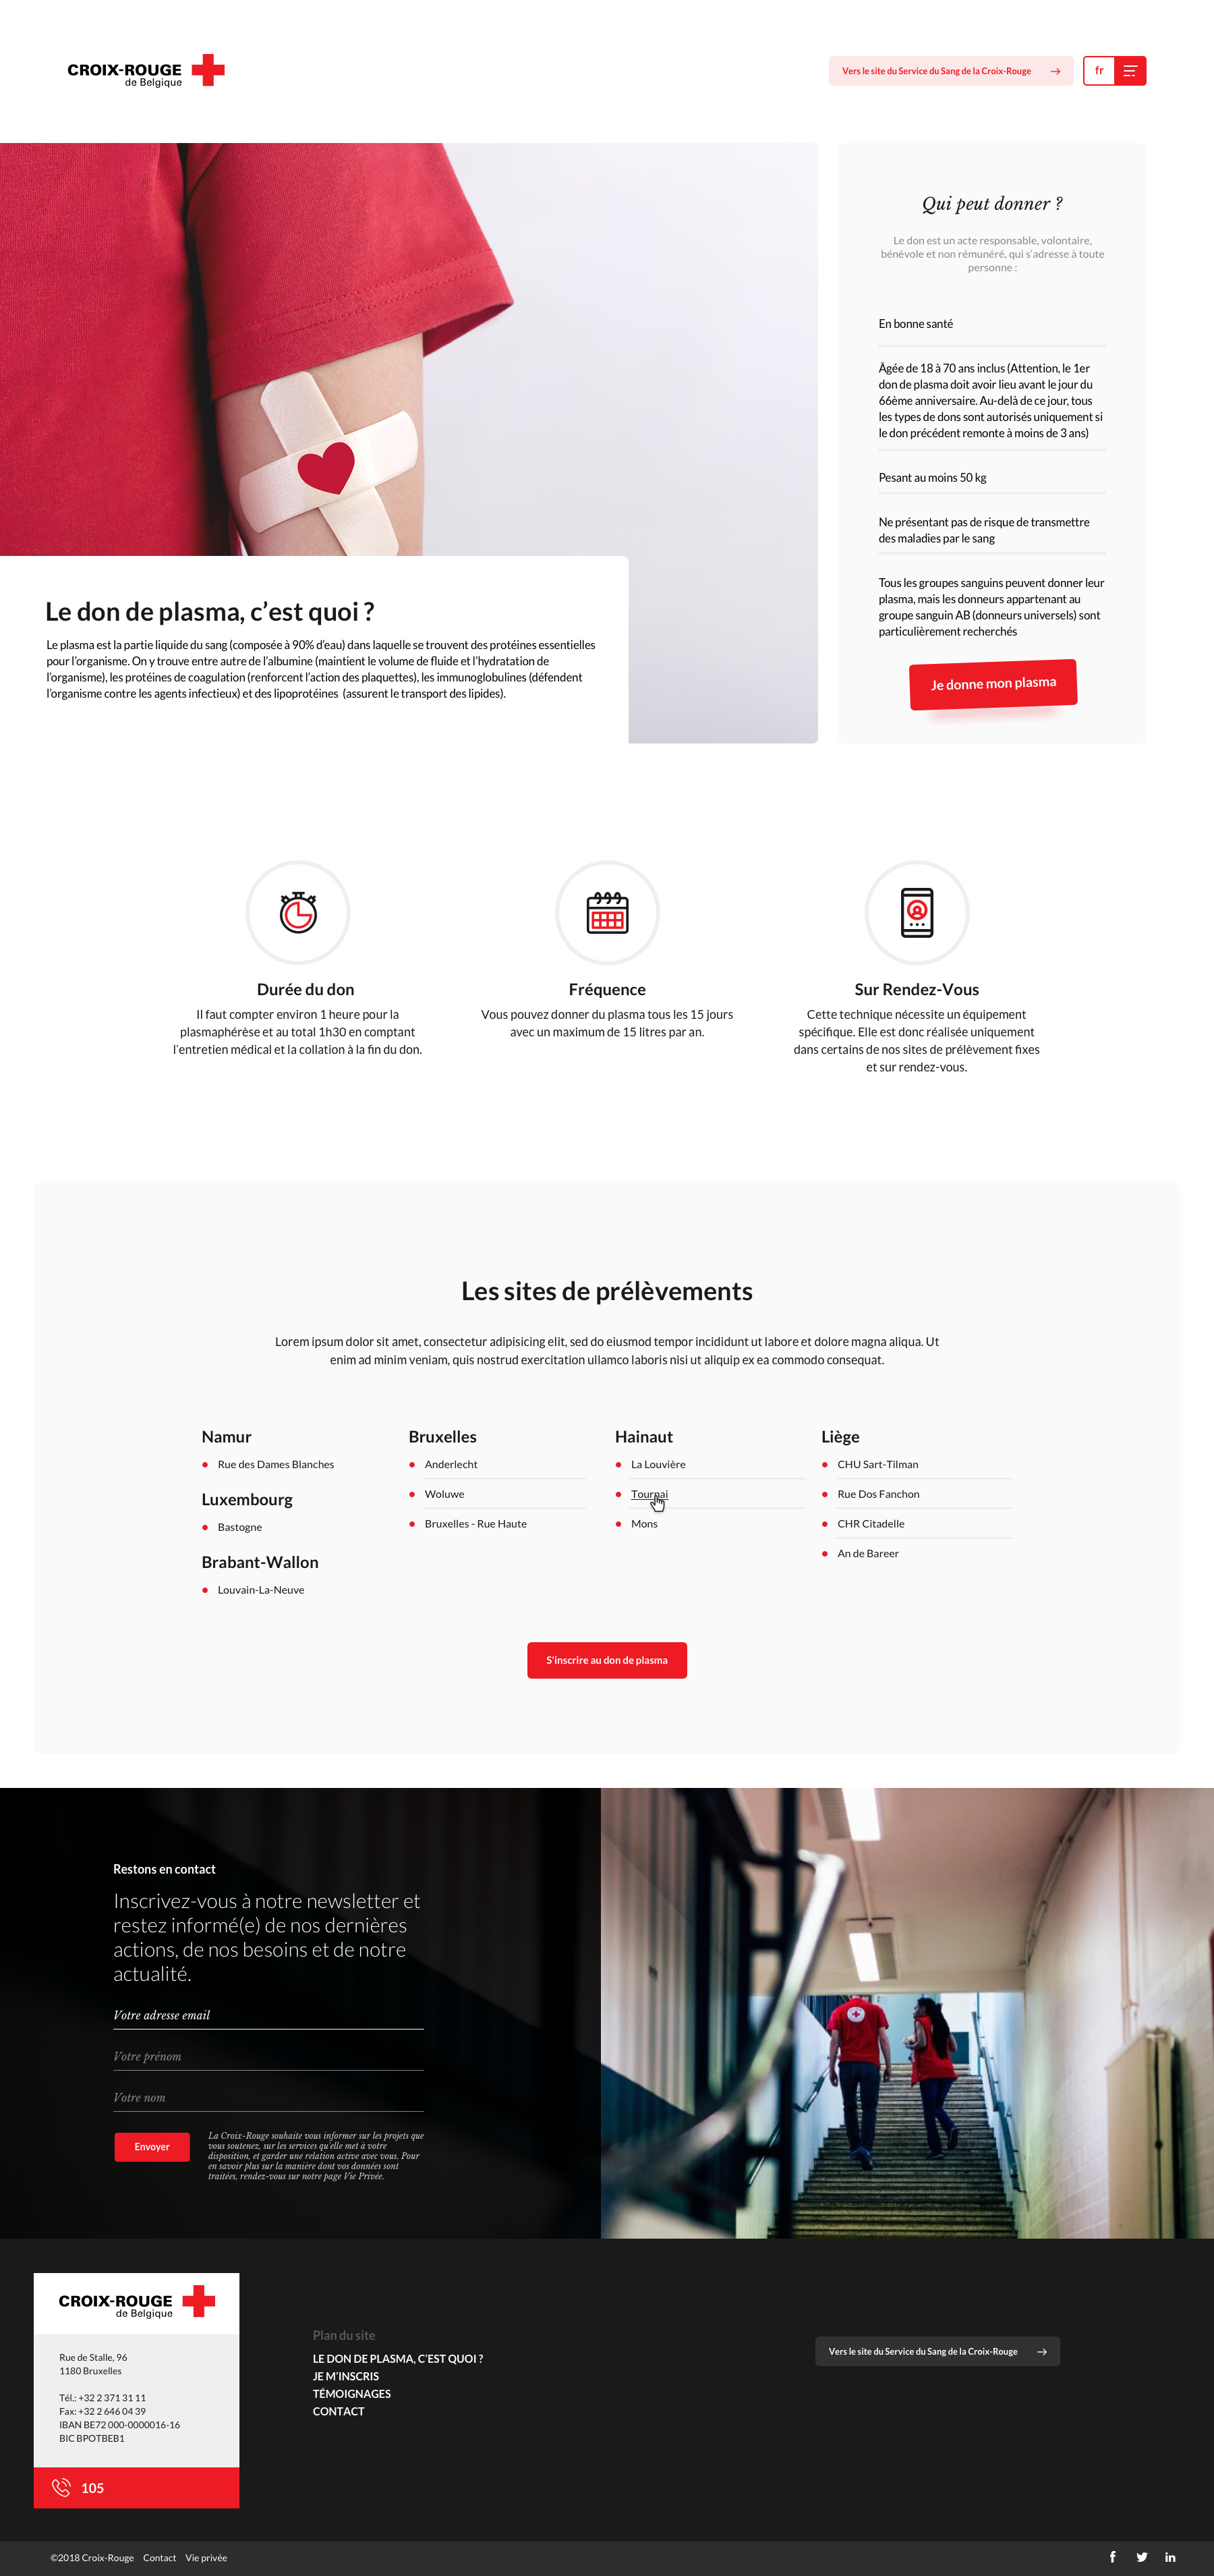 CROIX-ROUGE
de Belgique
Vers le site du Service du Sang de la Croix-Rouge
fr
Qui peut donner ?
Le don est un acte responsable, volontaire,
bénévole et non rémunéré, qui s’adresse à toute
personne :
En bonne santé
Âgée de 18 à 70 ans inclus (Attention, le 1er
don de plasma doit avoir lieu avant le jour du
66ème anniversaire. Au-delà de ce jour, tous
les types de dons sont autorisés uniquement si
le don précédent remonte à moins de 3 ans)
Pesant au moins 50 kg
Ne présentant pas de risque de transmettre
des maladies par le sang
Tous les groupes sanguins peuvent donner leur
plasma, mais les donneurs appartenant au
groupe sanguin AB (donneurs universels) sont
particulièrement recherchés
Je donne mon plasma
Le don de plasma, c’est quoi ?
Le plasma est la partie liquide du sang (composée à 90% d’eau) dans laquelle se trouvent des protéines essentielles
pour l’organisme. On y trouve entre autre de l’albumine (maintient le volume de fluide et l’hydratation de
l’organisme), les protéines de coagulation (renforcent l’action des plaquettes), les immunoglobulines (défendent
l’organisme contre les agents infectieux) et des lipoprotéines (assurent le transport des lipides).
Durée du don
Il faut compter environ 1 heure pour la
plasmaphérèse et au total 1h30 en comptant
l’entretien médical et la collation à la fin du don.
Fréquence
Vous pouvez donner du plasma tous les 15 jours
avec un maximum de 15 litres par an.
Sur Rendez-Vous
Cette technique nécessite un équipement
spécifique. Elle est donc réalisée uniquement
dans certains de nos sites de prélèvement fixes
et sur rendez-vous.
Les sites de prélèvements
Lorem ipsum dolor sit amet, consectetur adipisicing elit, sed do eiusmod tempor incididunt ut labore et dolore magna aliqua. Ut
enim ad minim veniam, quis nostrud exercitation ullamco laboris nisi ut aliquip ex ea commodo consequat.
Namur
Rue des Dames Blanches
Luxembourg
Bastogne
Brabant-Wallon
Louvain-La-Neuve
Bruxelles
Anderlecht
Woluwe
Bruxelles - Rue Haute
Hainaut
La Louvière
Tournai
Mons
Liège
CHU Sart-Tilman
Rue Dos Fanchon
CHR Citadelle
An de Bareer
S’inscrire au don de plasma
Restons en contact
Inscrivez-vous à notre newsletter et
restez informé(e) de nos dernières
actions, de nos besoins et de notre
actualité.
Votre adresse email
Votre prénom
Votre nom
Envoyer
La Croix-Rouge souhaite vous informer sur les projets que
vous soutenez, sur les services qu’elle met à votre
disposition, et garder une relation active avec vous. Pour
en savoir plus sur la manière dont vos données sont
traitées, rendez-vous sur notre page Vie Privée.
CROIX-ROUGE
de Belgique
Rue de Stalle, 96
1180 Bruxelles
Tél.: +32 2 371 31 11
Fax: +32 2 646 04 39
IBAN BE72 000-0000016-16
BIC BPOTBEB1
105
Plan du site
LE DON DE PLASMA, C’EST QUOI ?
JE M’INSCRIS
TÉMOIGNAGES
CONTACT
Vers le site du Service du Sang de la Croix-Rouge
©2018 Croix-Rouge Contact Vie privée